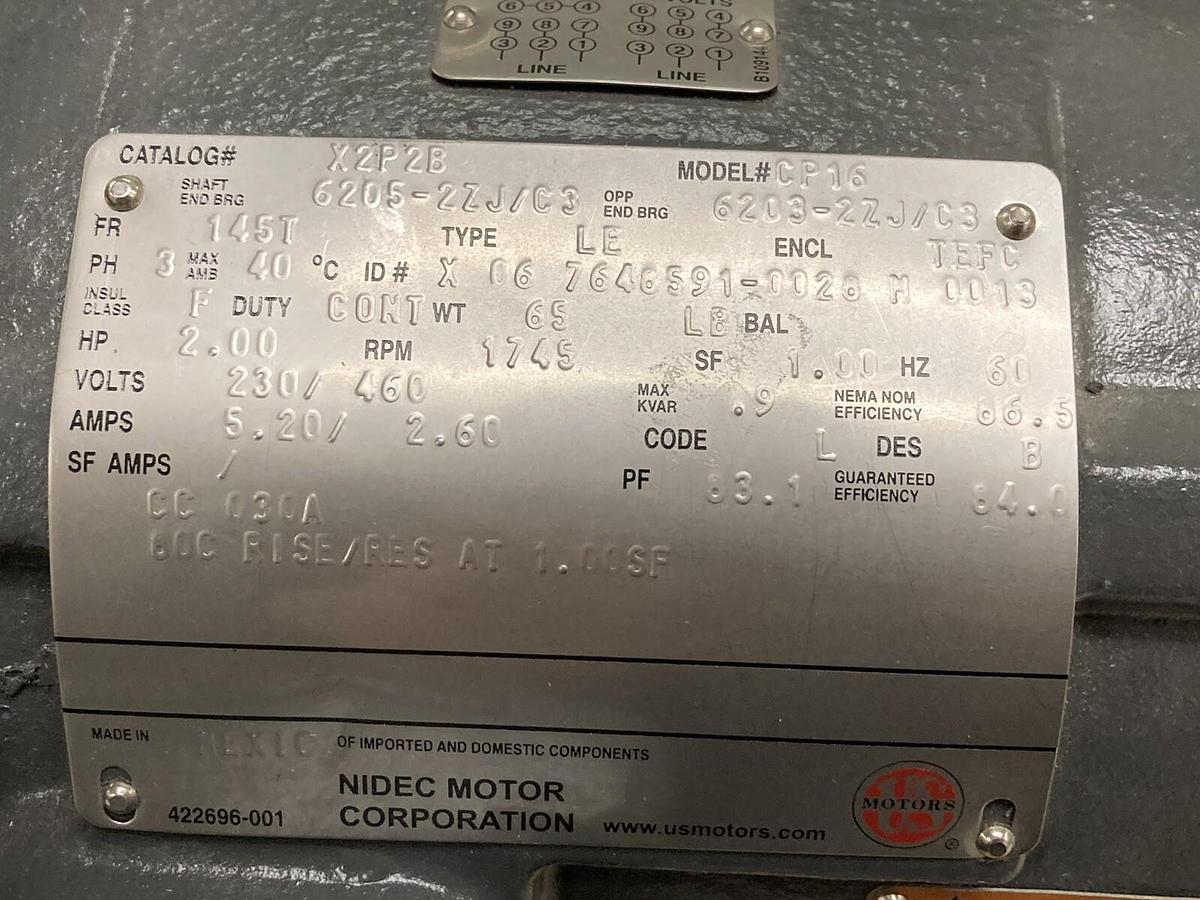 6 5 4 6 5 4
9 8 7 9 8 7
3 2 1 3 2 1
LINE LINE
B109144
CATALOG# X2P2B MODEL# CP16
SHAFT END BRG 6205-2ZJ/C3 OPP END BRG 6203-2ZJ/C3
FR 145T TYPE LE ENCL TEFC
PH 3 MAX AMB 40 °C ID# X 06 7646591-0028 M 0013
INSUL CLASS F DUTY CONT WT 65 LB BAL
HP 2.00 RPM 1745 SF 1.00 HZ 60
VOLTS 230/ 460 MAX KVAR .9 NEMA NOM EFFICIENCY 86.5
AMPS 5.20/ 2.60 CODE L DES B
SF AMPS / PF 83.1 GUARANTEED EFFICIENCY 84.0
CC 030A
80C RISE/RES AT 1.00SF
MADE IN MEXICO OF IMPORTED AND DOMESTIC COMPONENTS
NIDEC MOTOR
422696-001 CORPORATION www.usmotors.com
US MOTORS ®